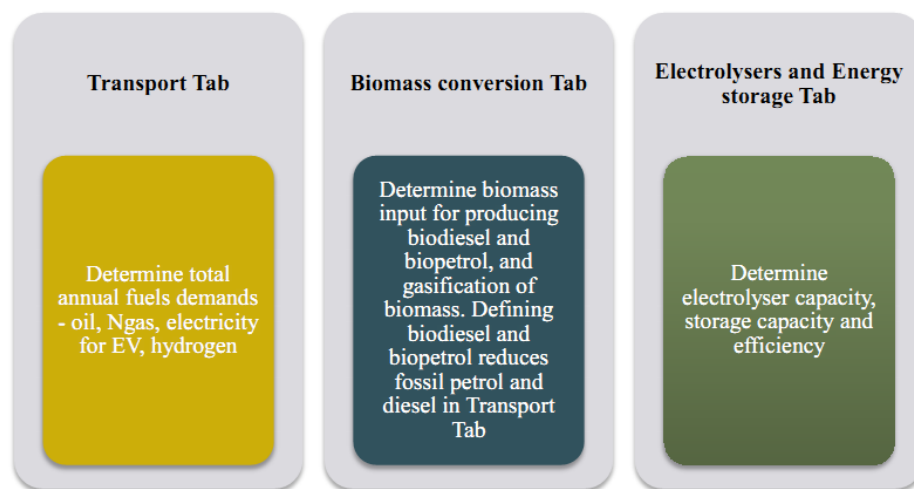 Transport Tab
Determine total
annual fuels demands
- oil, Ngas, electricity
for EV, hydrogen
Biomass conversion Tab
Determine biomass
input for producing
biodiesel and
biopetrol, and
gasification of
biomass. Defining
biodiesel and
biopetrol reduces
fossil petrol and
diesel in Transport
Tab
Electrolysers and Energy
storage Tab
Determine
electrolyser capacity,
storage capacity and
efficiency